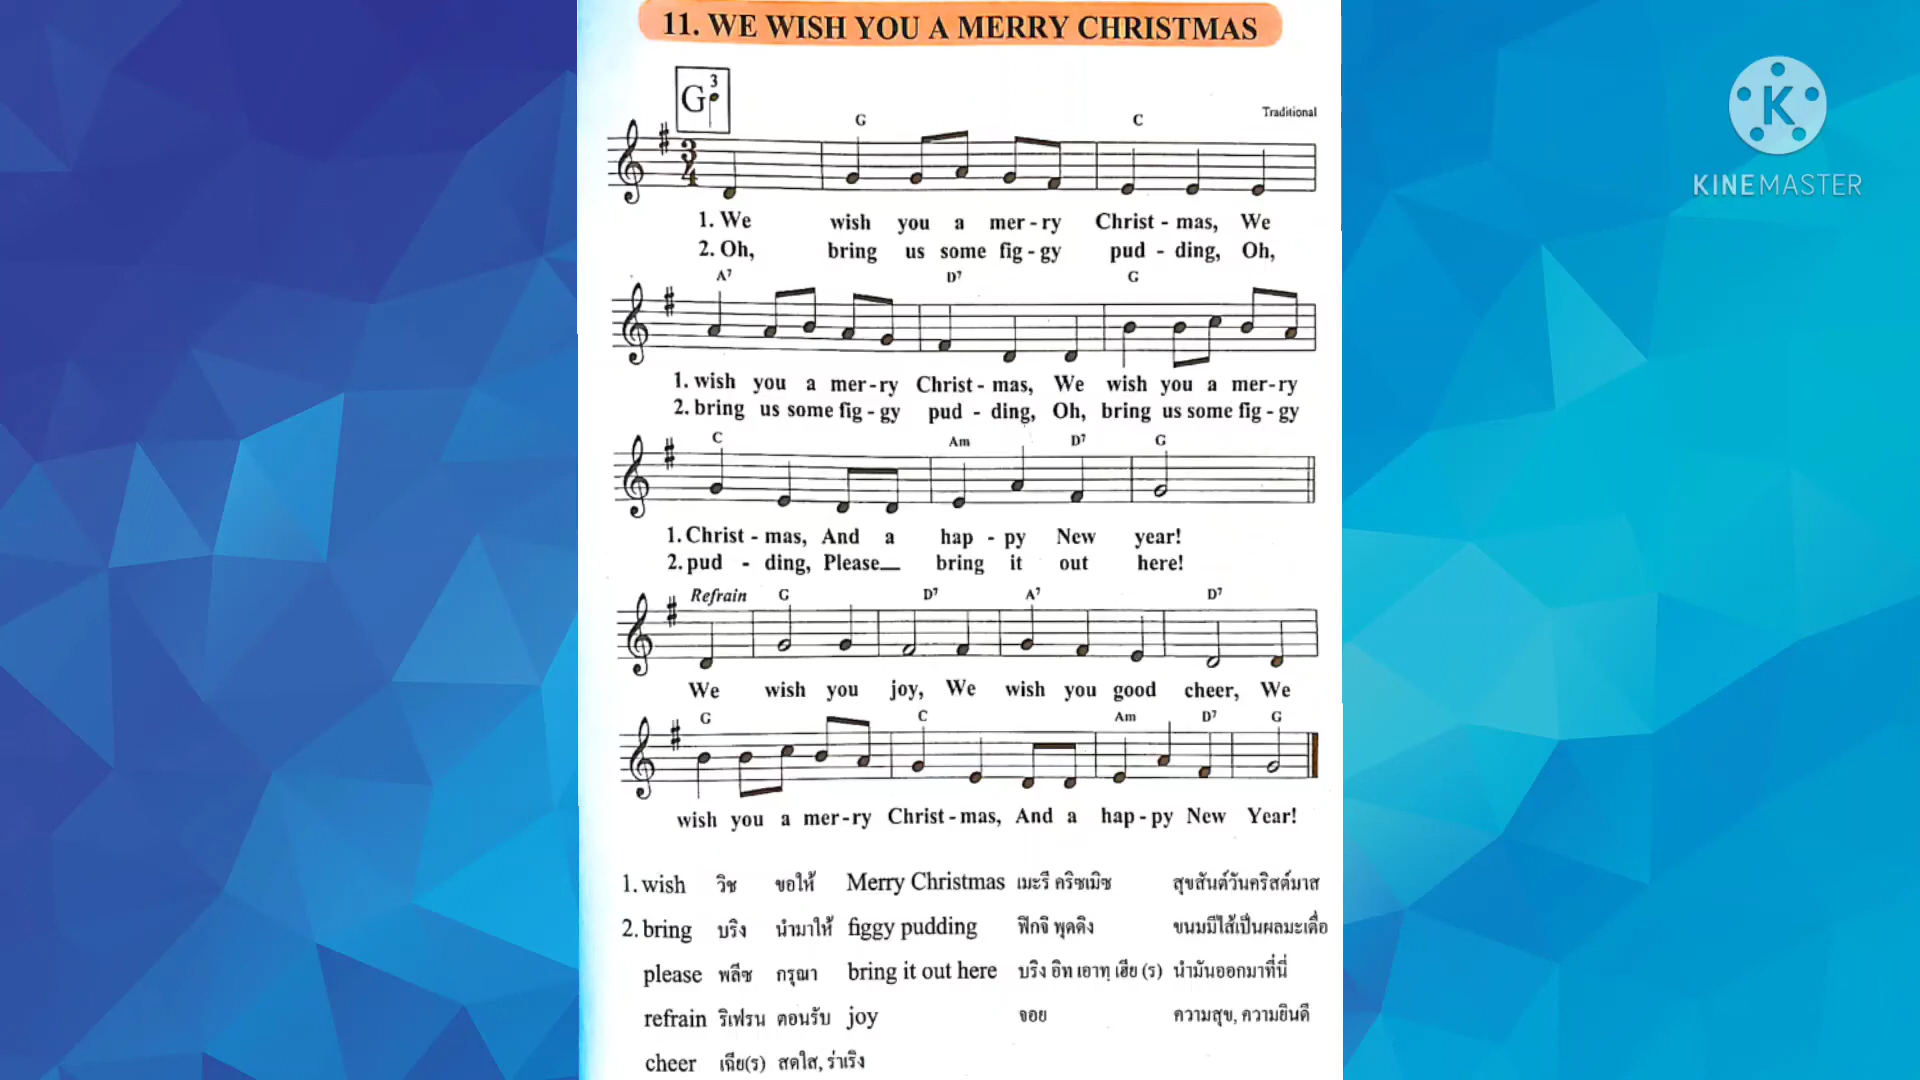 11. WE WISH YOU A MERRY CHRISTMAS
G 3
Traditional
KINEMASTER
G C
3
4
1. We wish you a mer - ry Christ - mas, We
2. Oh, bring us some fig - gy pud - ding, Oh,
A7 D7 G
1. wish you a mer - ry Christ - mas, We wish you a mer - ry
2. bring us some fig - gy pud - ding, Oh, bring us some fig - gy
C Am D7 G
1. Christ - mas, And a hap - py New year!
2. pud - ding, Please__ bring it out here!
Refrain G D7 A7 D7
We wish you joy, We wish you good cheer, We
G C Am D7 G
wish you a mer - ry Christ - mas, And a hap - py New Year!
1. wish วิช ขอให้ Merry Christmas เมะรี คริซเมิซ สุขสันต์วันคริสต์มาส
2. bring บริง นำมาให้ figgy pudding ฟิกจิ พุดดิง ขนมมีไส้เป็นผลมะเดื่อ
please พลีซ กรุณา bring it out here บริง อิท เอาทฺ เฮีย (ร) นำมันออกมาที่นี่
refrain ริเฟรน ตอนรับ joy จอย ความสุข, ความยินดี
cheer เฉีย(ร) สดใส, ร่าเริง